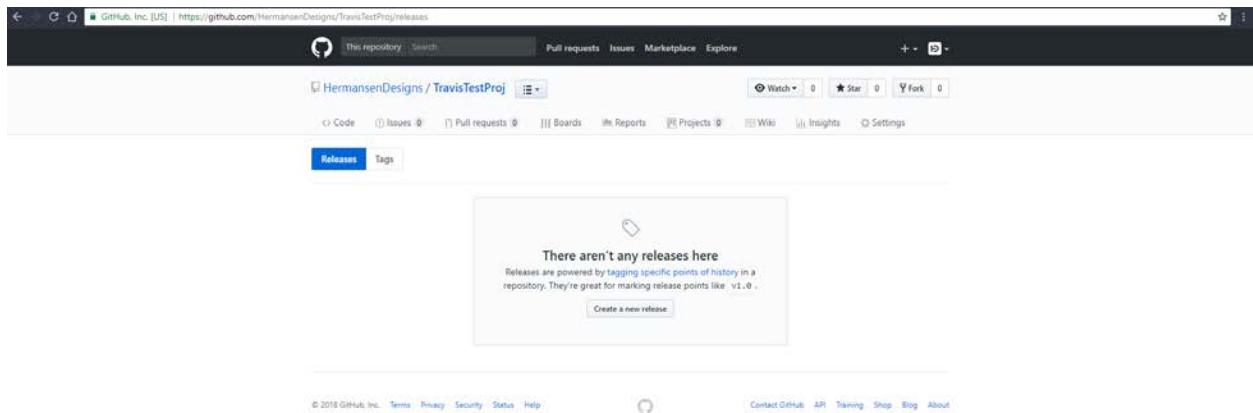 GitHub, Inc. [US] | https://github.com/HermansenDesigns/TravisTestProj/releases
This repository Search Pull requests Issues Marketplace Explore
HermansenDesigns / TravisTestProj Watch 0 Star 0 Fork 0
Code Issues 0 Pull requests 0 Boards Reports Projects 0 Wiki Insights Settings
Releases Tags
There aren't any releases here
Releases are powered by tagging specific points of history in a
repository. They're great for marking release points like v1.0 .
Create a new release
© 2018 GitHub, Inc. Terms Privacy Security Status Help Contact GitHub API Training Shop Blog About